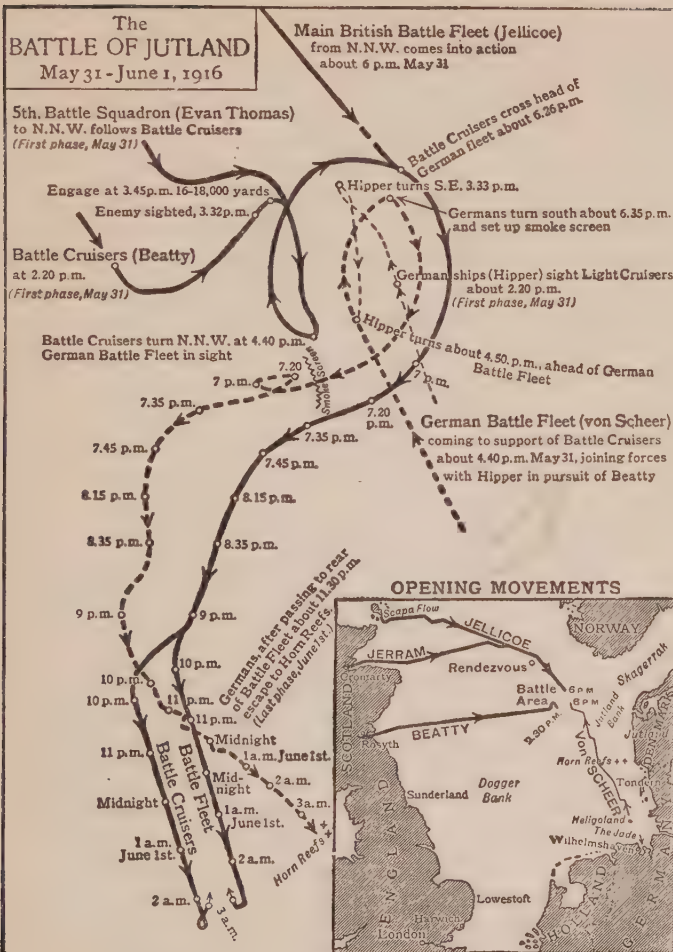 The
BATTLE OF JUTLAND
May 31 - June 1, 1916
Main British Battle Fleet (Jellicoe)
from N.N.W. comes into action
about 6 p.m. May 31
5th. Battle Squadron (Evan Thomas)
to N.N.W. follows Battle Cruisers
(First phase, May 31)
Battle Cruisers cross head of
German fleet about 6.26 p.m.
Engage at 3.45 p.m. 16-18,000 yards
Enemy sighted, 3.32 p.m.
Hipper turns S.E. 3.33 p.m.
Germans turn south about 6.35 p.m.
and set up smoke screen
Battle Cruisers (Beatty)
at 2.20 p.m.
(First phase, May 31)
German ships (Hipper) sight Light Cruisers
about 2.20 p.m.
(First phase, May 31)
Battle Cruisers turn N.N.W. at 4.40 p.m.
German Battle Fleet in sight
Hipper turns about 4.50 p.m., ahead of German
Battle Fleet
Smoke Screen
7.20
7 p.m.
7 p.m.
7.20
p.m.
7.35 p.m.
7.35 p.m.
7.45 p.m.
7.45 p.m.
German Battle Fleet (von Scheer)
coming to support of Battle Cruisers
about 4.40 p.m. May 31, joining forces
with Hipper in pursuit of Beatty
8.15 p.m.
8.15 p.m.
8.35 p.m.
8.35 p.m.
9 p.m.
9 p.m.
Germans, after passing to rear
of Battle Fleet about 11.30 p.m.
escape to Horn Reefs.
(Last phase, June 1st.)
10 p.m.
10 p.m.
10 p.m.
11 p.m.
11 p.m.
11 p.m.
Midnight
1 a.m. June 1st.
2 a.m.
3 a.m.
Horn Reefs
Battle Cruisers
Battle Fleet
Midnight
Mid-
night
1 a.m.
June 1st.
1 a.m.
June 1st.
2 a.m.
2 a.m.
3 a.m.
OPENING MOVEMENTS
Scapa Flow
JELLICOE
NORWAY
JERRAM
Cromarty
Rendezvous
Skagerrak
Battle
Area
6 P.M
6 P.M
2.30 P.M.
Jutland
Bank
Jutland
DENMARK
BEATTY
SCOTLAND
Rosyth
Von SCHEER
Horn Reefs
Tondern
Sunderland
Dogger
Bank
Heligoland
The Jade
Wilhelmshaven
ENGLAND
Lowestoft
Harwich
London
HOLLAND
ERMANY